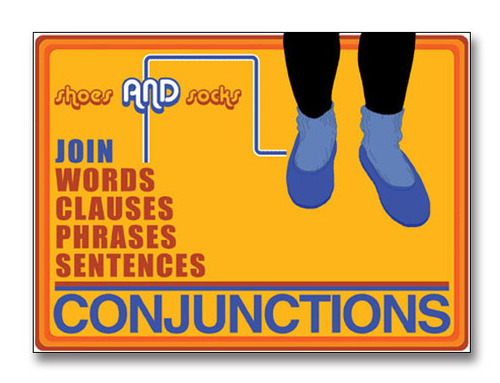 shoes AND socks
JOIN
WORDS
CLAUSES
PHRASES
SENTENCES
CONJUNCTIONS